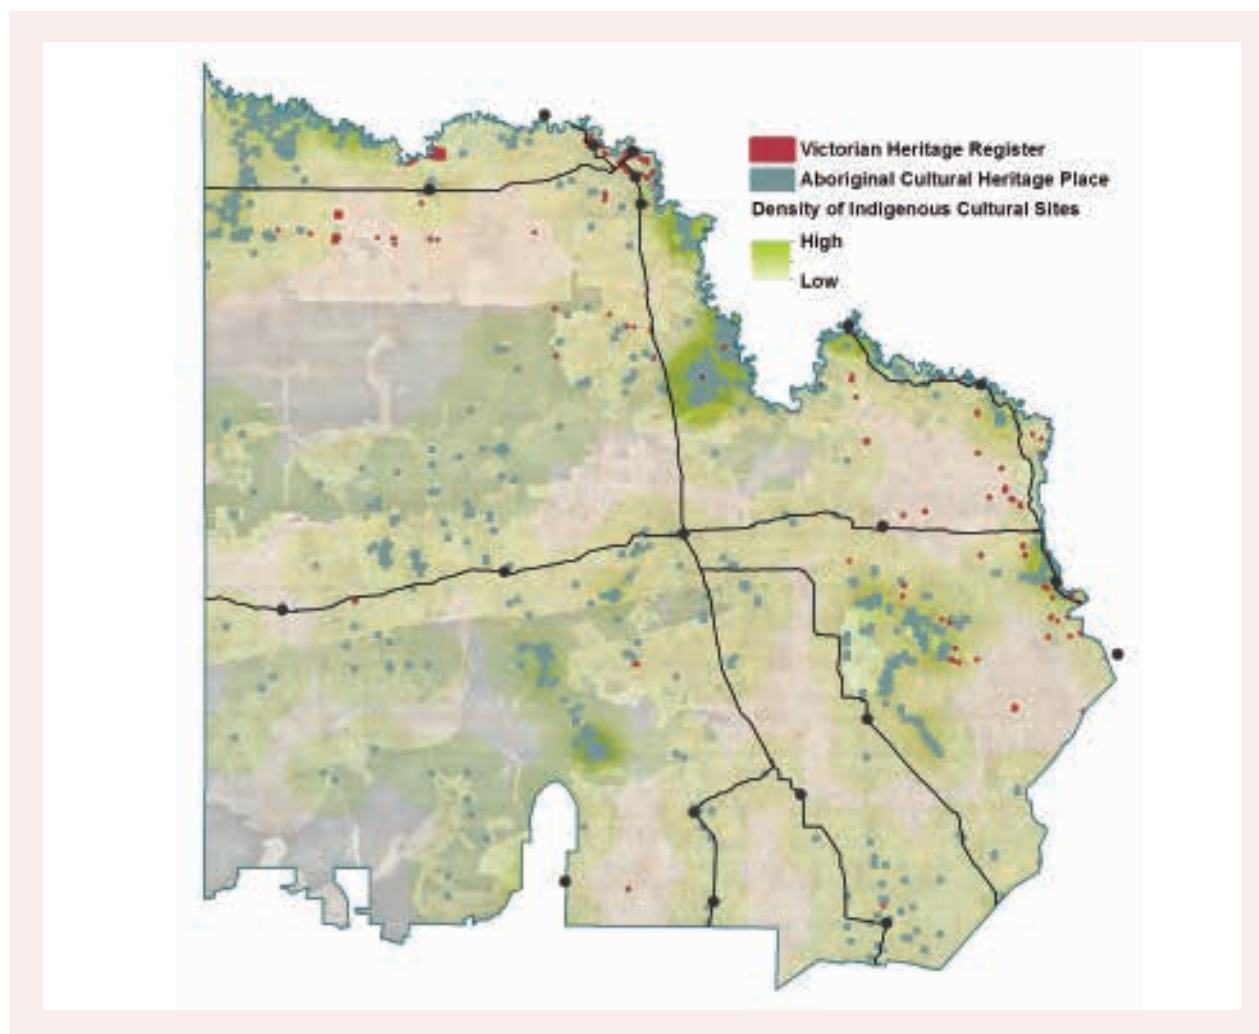 Victorian Heritage Register
Aboriginal Cultural Heritage Place
Density of Indigenous Cultural Sites
High
Low